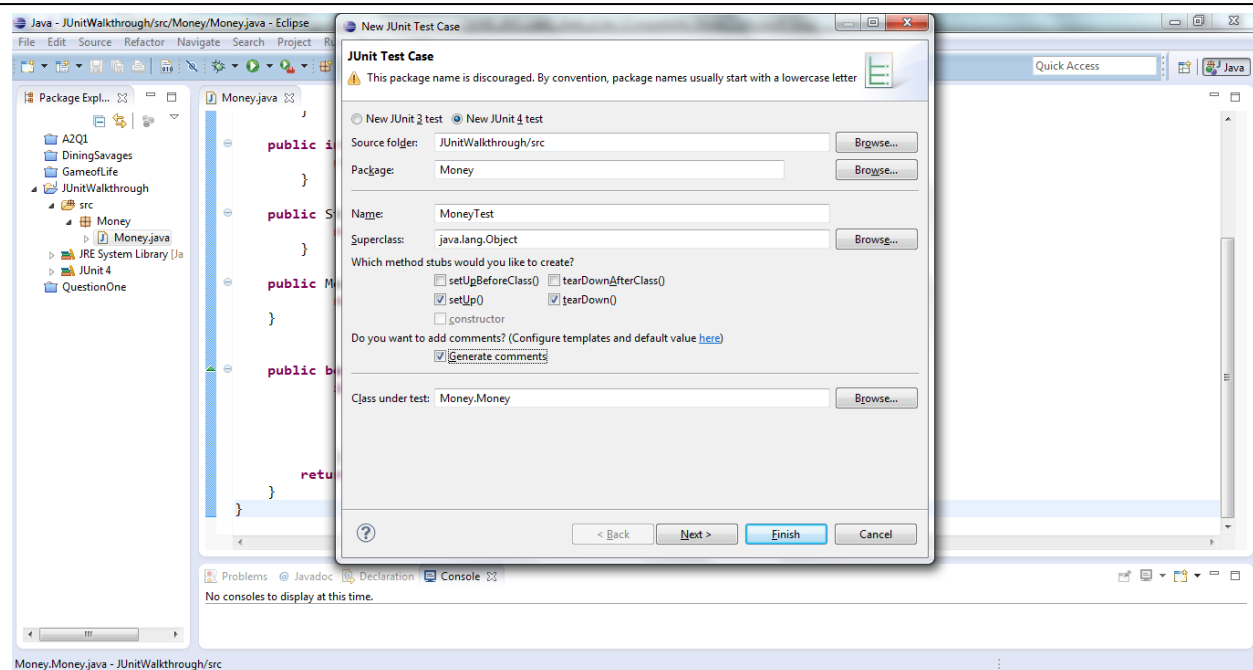 Java - JUnitWalkthrough/src/Money/Money.java - Eclipse
File Edit Source Refactor Navigate Search Project
Quick Access
Java
Package Expl...
A2Q1
DiningSavages
GameofLife
JUnitWalkthrough
src
Money
Money.java
JRE System Library [Ja
JUnit 4
QuestionOne
Money.java
}
public i
}
public S
}
public M
}
public b
retu
}
}
New JUnit Test Case
JUnit Test Case
This package name is discouraged. By convention, package names usually start with a lowercase letter
New JUnit 3 test New JUnit 4 test
Source folder: JUnitWalkthrough/src Browse...
Package: Money Browse...
Name: MoneyTest
Superclass: java.lang.Object Browse...
Which method stubs would you like to create?
setUpBeforeClass() tearDownAfterClass()
setUp() tearDown()
constructor
Do you want to add comments? (Configure templates and default value here)
Generate comments
Class under test: Money.Money Browse...
? < Back Next > Finish Cancel
Problems @ Javadoc Declaration Console
No consoles to display at this time.
Money.Money.java - JUnitWalkthrough/src